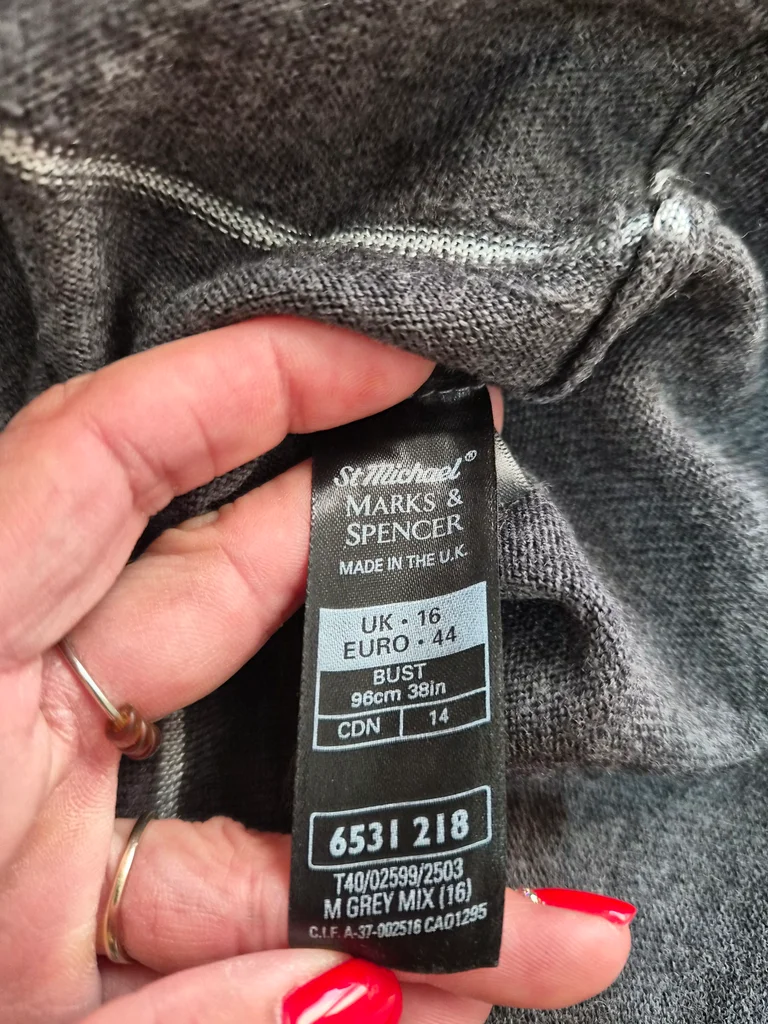 St Michael®
MARKS &
SPENCER
MADE IN THE U.K.
UK · 16
EURO · 44
BUST
96cm 38in
CDN 14
6531 218
T40/02599/2503
M GREY MIX (16)
C.I.F. A-37-002516 CA01295